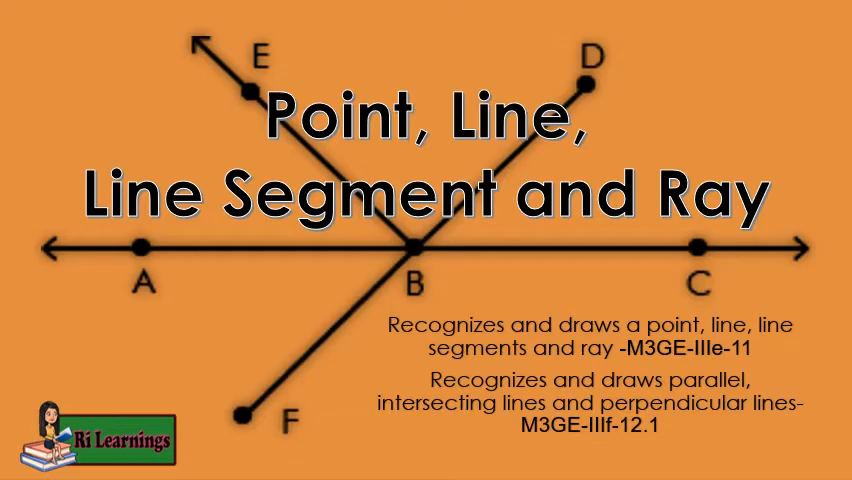 E
D
Point, Line,
Line Segment and Ray
A
B
C
Recognizes and draws a point, line, line
segments and ray -M3GE-IIIe-11
Recognizes and draws parallel,
intersecting lines and perpendicular lines-
M3GE-IIIf-12.1
F
Ri Learnings